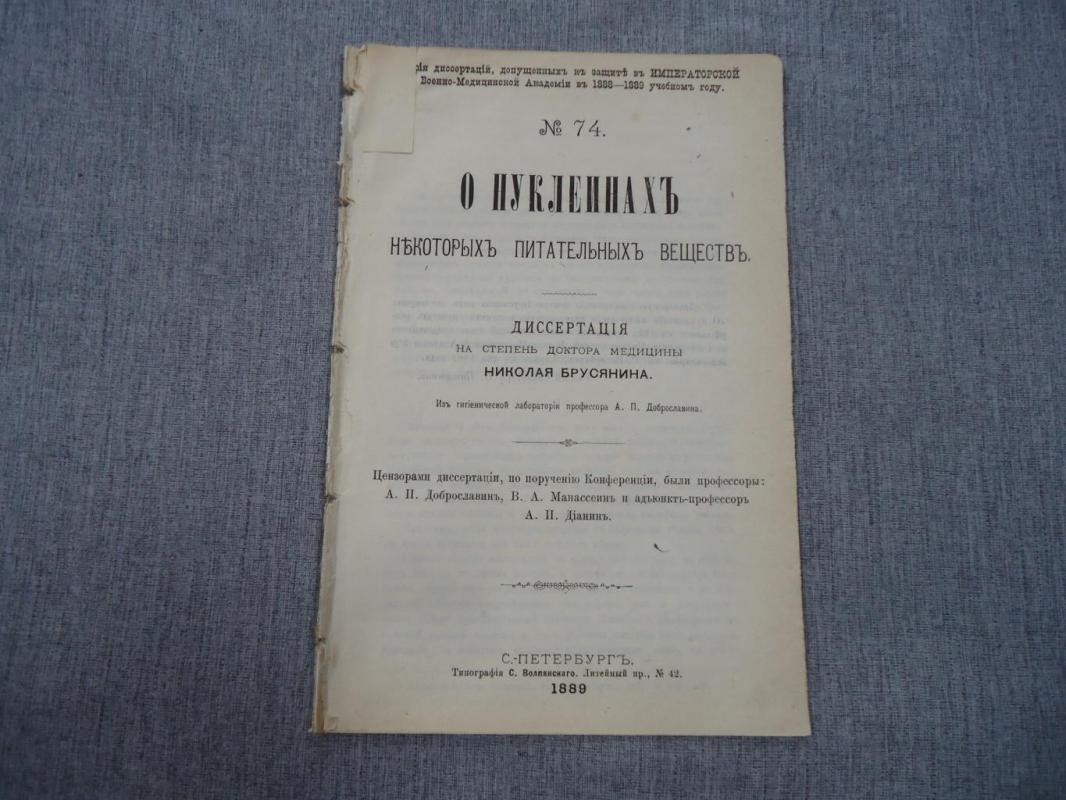 рія диссертацій, допущенныхъ къ защитѣ въ ИМПЕРАТОРСКОЙ
Военно-Медицинской Академіи въ 1888—1889 учебномъ году.
№ 74.
О НУКЛЕИНАХЪ
НѢКОТОРЫХЪ ПИТАТЕЛЬНЫХЪ ВЕЩЕСТВЪ.
ДИССЕРТАЦІЯ
НА СТЕПЕНЬ ДОКТОРА МЕДИЦИНЫ
НИКОЛАЯ БРУСЯНИНА.
Изъ гигіенической лабораторіи профессора А. П. Доброславина.
Цензорами диссертаціи, по порученію Конференціи, были профессоры:
А. П. Доброславинъ, В. А. Манассеинъ и адъюнктъ-профессоръ
А. П. Діанинъ.
С.-ПЕТЕРБУРГЪ.
Типографія С. Волпянскаго. Литейный пр., № 42.
1889